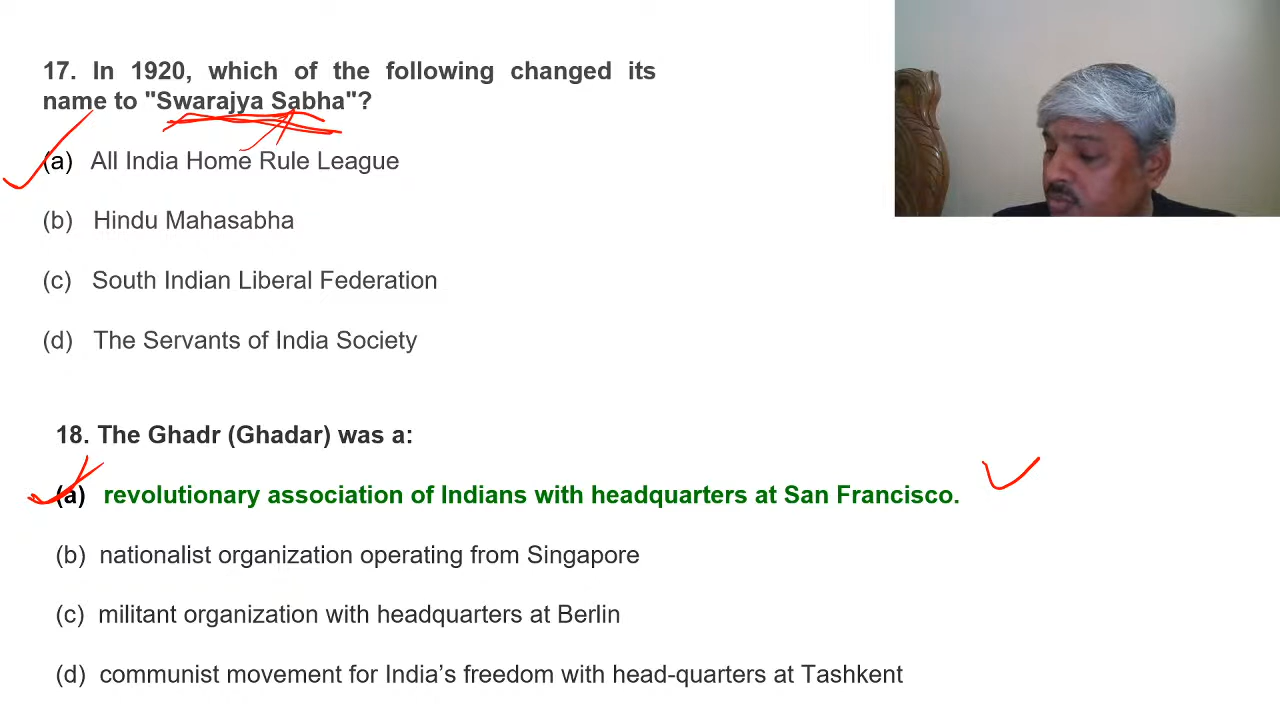 17. In 1920, which of the following changed its
name to "Swarajya Sabha"?
(a) All India Home Rule League
(b) Hindu Mahasabha
(c) South Indian Liberal Federation
(d) The Servants of India Society
18. The Ghadr (Ghadar) was a:
(a) revolutionary association of Indians with headquarters at San Francisco.
(b) nationalist organization operating from Singapore
(c) militant organization with headquarters at Berlin
(d) communist movement for India’s freedom with head-quarters at Tashkent